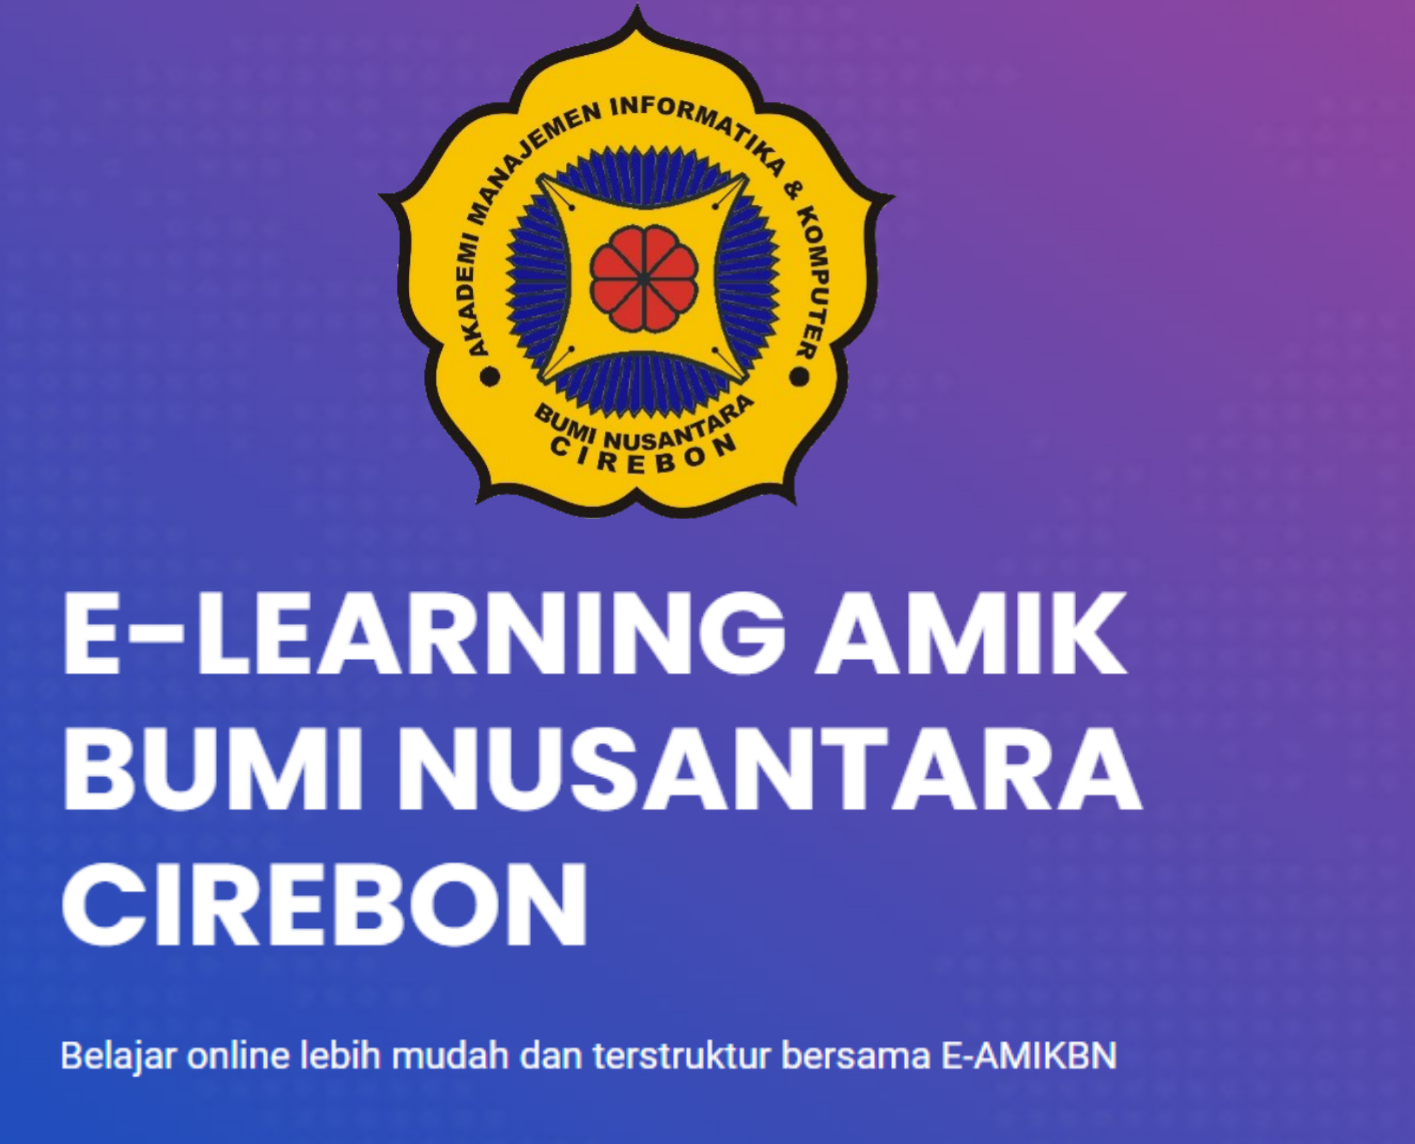 AKADEMI MANAJEMEN INFORMATIKA & KOMPUTER
BUMI NUSANTARA
CIREBON
E-LEARNING AMIK
BUMI NUSANTARA
CIREBON
Belajar online lebih mudah dan terstruktur bersama E-AMIKBN